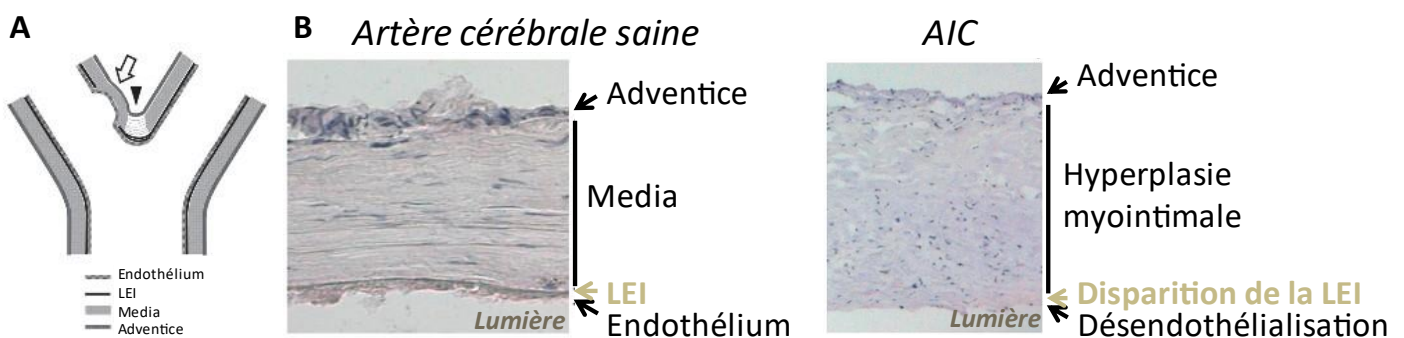 A
Endothélium
LEI
Media
Adventice
B
Artère cérébrale saine
Adventice
Media
LEI
Endothélium
Lumière
AIC
Adventice
Hyperplasie
myointimale
Disparition de la LEI
Désendothélialisation
Lumière